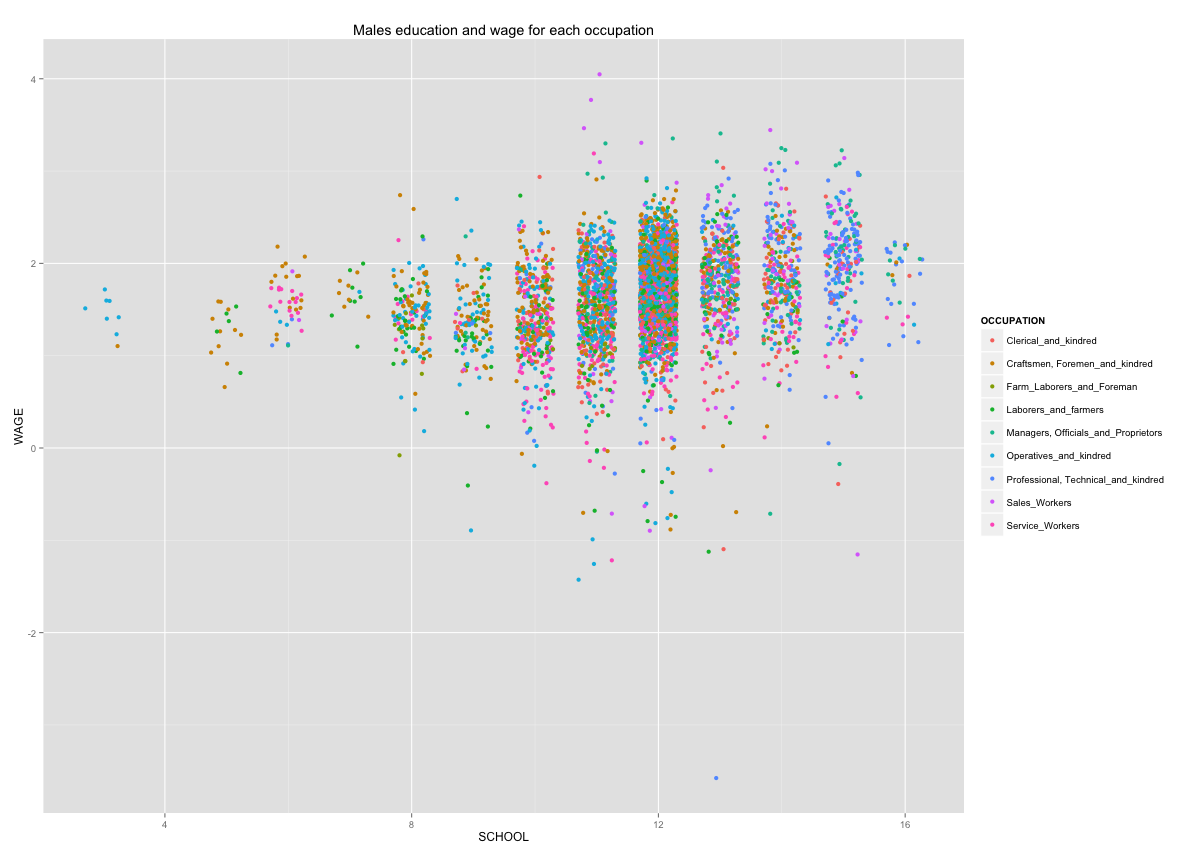 Males education and wage for each occupation
WAGE
4
2
0
-2
4
8
12
16
SCHOOL
OCCUPATION
Clerical_and_kindred
Craftsmen, Foremen_and_kindred
Farm_Laborers_and_Foreman
Laborers_and_farmers
Managers, Officials_and_Proprietors
Operatives_and_kindred
Professional, Technical_and_kindred
Sales_Workers
Service_Workers